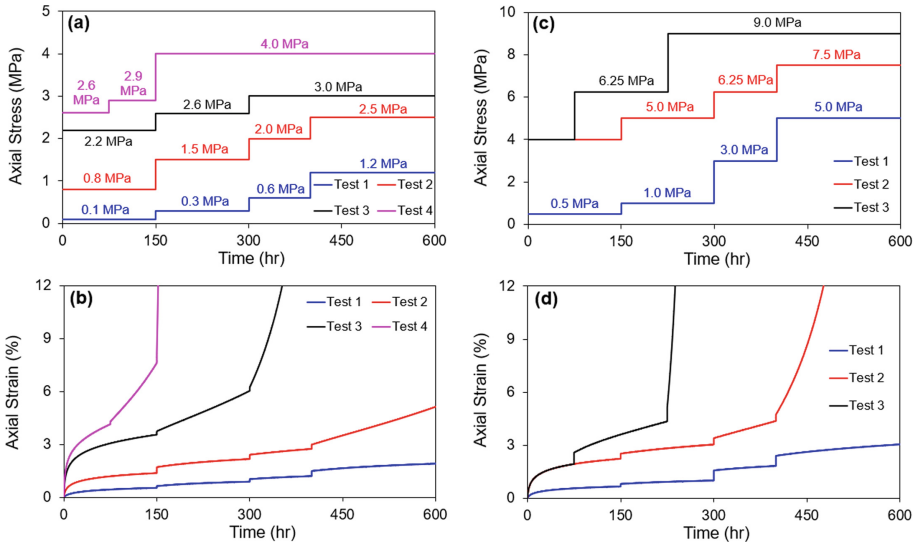 (a)
Axial Stress (MPa)
5
4
3
2
1
0
2.6 MPa
2.9 MPa
4.0 MPa
2.2 MPa
2.6 MPa
3.0 MPa
0.8 MPa
1.5 MPa
2.0 MPa
2.5 MPa
0.1 MPa
0.3 MPa
0.6 MPa
1.2 MPa
Test 1
Test 2
Test 3
Test 4
0 150 300 450 600
Time (hr)
(c)
Axial Stress (MPa)
10
8
6
4
2
0
9.0 MPa
6.25 MPa
7.5 MPa
6.25 MPa
5.0 MPa
5.0 MPa
3.0 MPa
0.5 MPa
1.0 MPa
Test 1
Test 2
Test 3
0 150 300 450 600
Time (hr)
(b)
Axial Strain (%)
12
9
6
3
0
Test 1
Test 2
Test 3
Test 4
0 150 300 450 600
Time (hr)
(d)
Axial Strain (%)
12
9
6
3
0
Test 1
Test 2
Test 3
0 150 300 450 600
Time (hr)